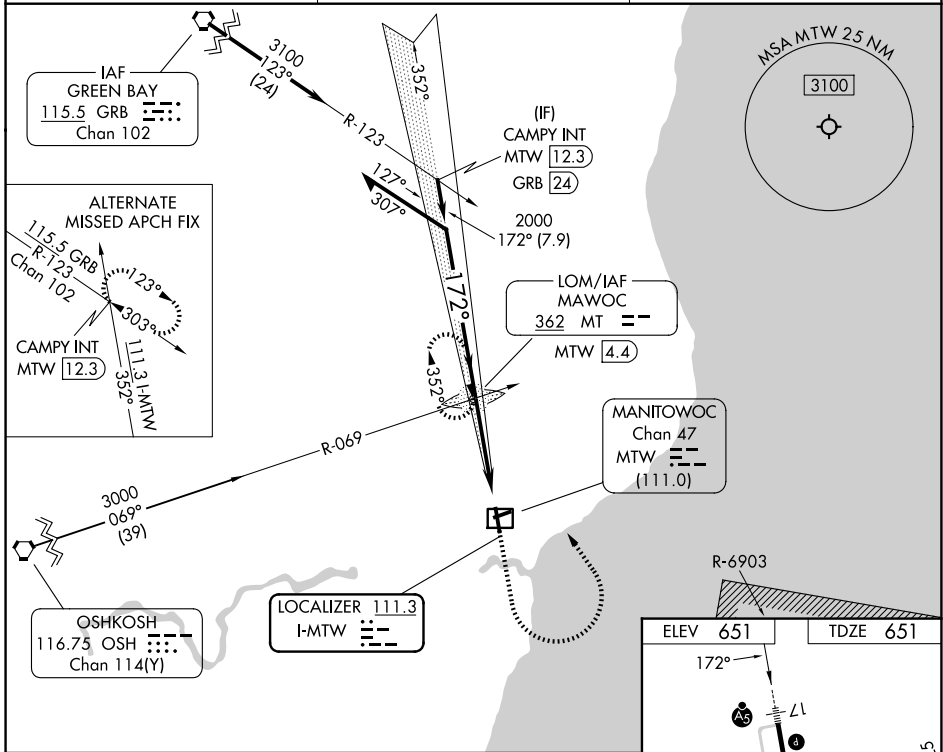 3100
123°
(24)
IAF
GREEN BAY
115.5 GRB
Chan 102
R-123
352°
(IF)
CAMPY INT
MTW 12.3
GRB 24
MSA MTW 25 NM
3100
127°
307°
2000
172° (7.9)
172°
ALTERNATE
MISSED APCH FIX
115.5 GRB
R-123
Chan 102
123°
303°
CAMPY INT
MTW 12.3
111.3 I-MTW
352°
LOM/IAF
MAWOC
362 MT
MTW 4.4
352°
R-069
MANITOWOC
Chan 47
MTW
(111.0)
3000
069°
(39)
OSHKOSH
116.75 OSH
Chan 114(Y)
LOCALIZER 111.3
I-MTW
R-6903
ELEV 651
TDZE 651
172°
17
A5
P
5